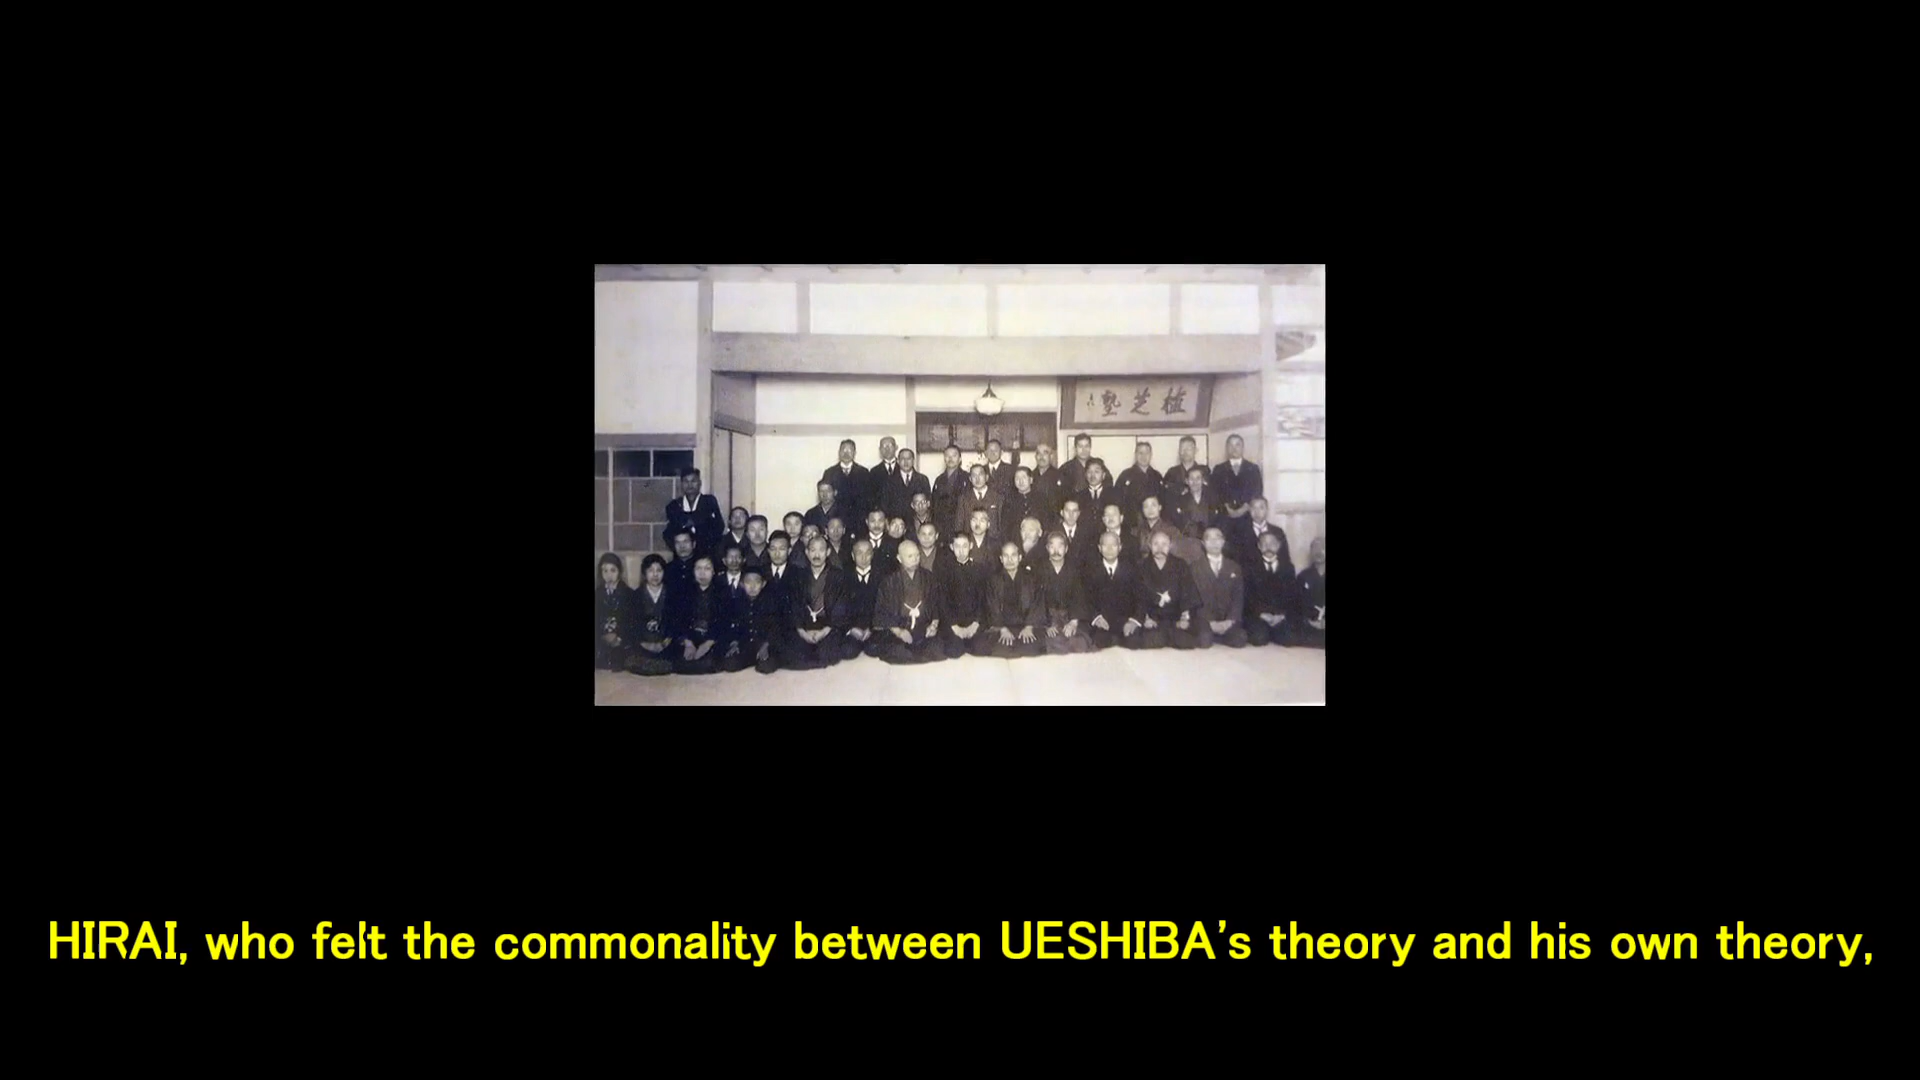 植芝塾
HIRAI, who felt the commonality between UESHIBA's theory and his own theory,